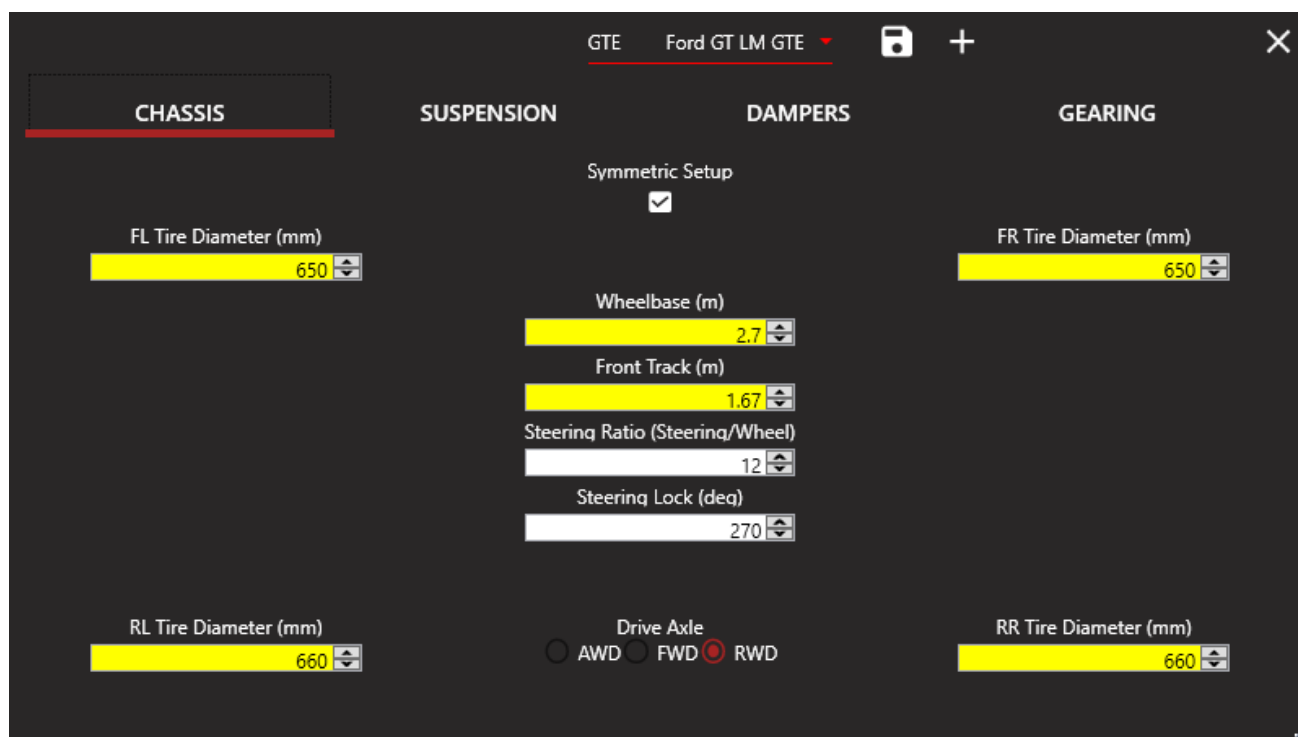 GTE Ford GT LM GTE
CHASSIS SUSPENSION DAMPERS GEARING
Symmetric Setup
FL Tire Diameter (mm) FR Tire Diameter (mm)
650 650
Wheelbase (m)
2.7
Front Track (m)
1.67
Steering Ratio (Steering/Wheel)
12
Steering Lock (deg)
270
RL Tire Diameter (mm) Drive Axle RR Tire Diameter (mm)
660 AWD FWD RWD 660